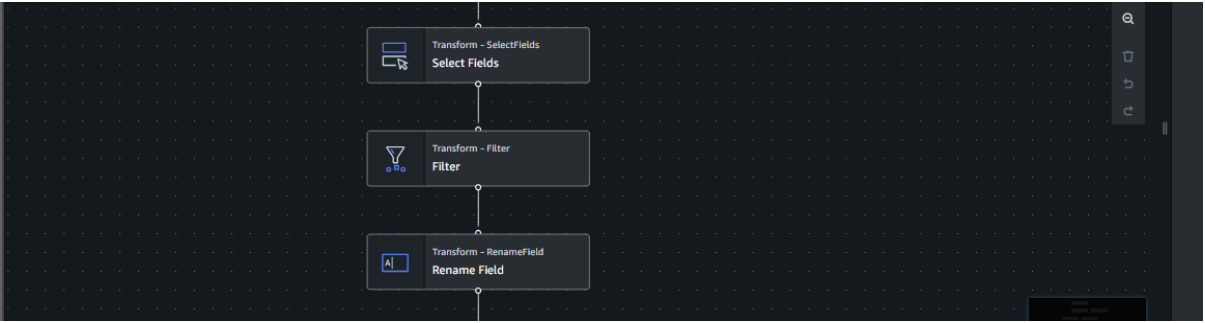 Transform - SelectFields
Select Fields
Transform - Filter
Filter
Transform - RenameField
A
Rename Field